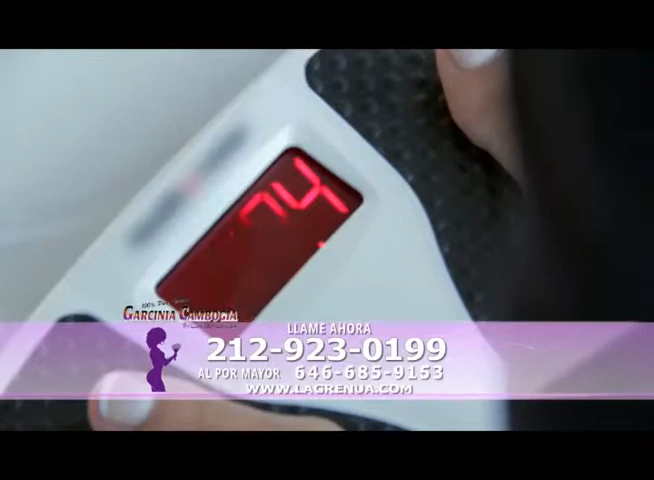 74
GARCINIA CAMBOGIA
LLAME AHORA
212-923-0199
AL POR MAYOR 646-685-9153
WWW.LAGRENUA.COM